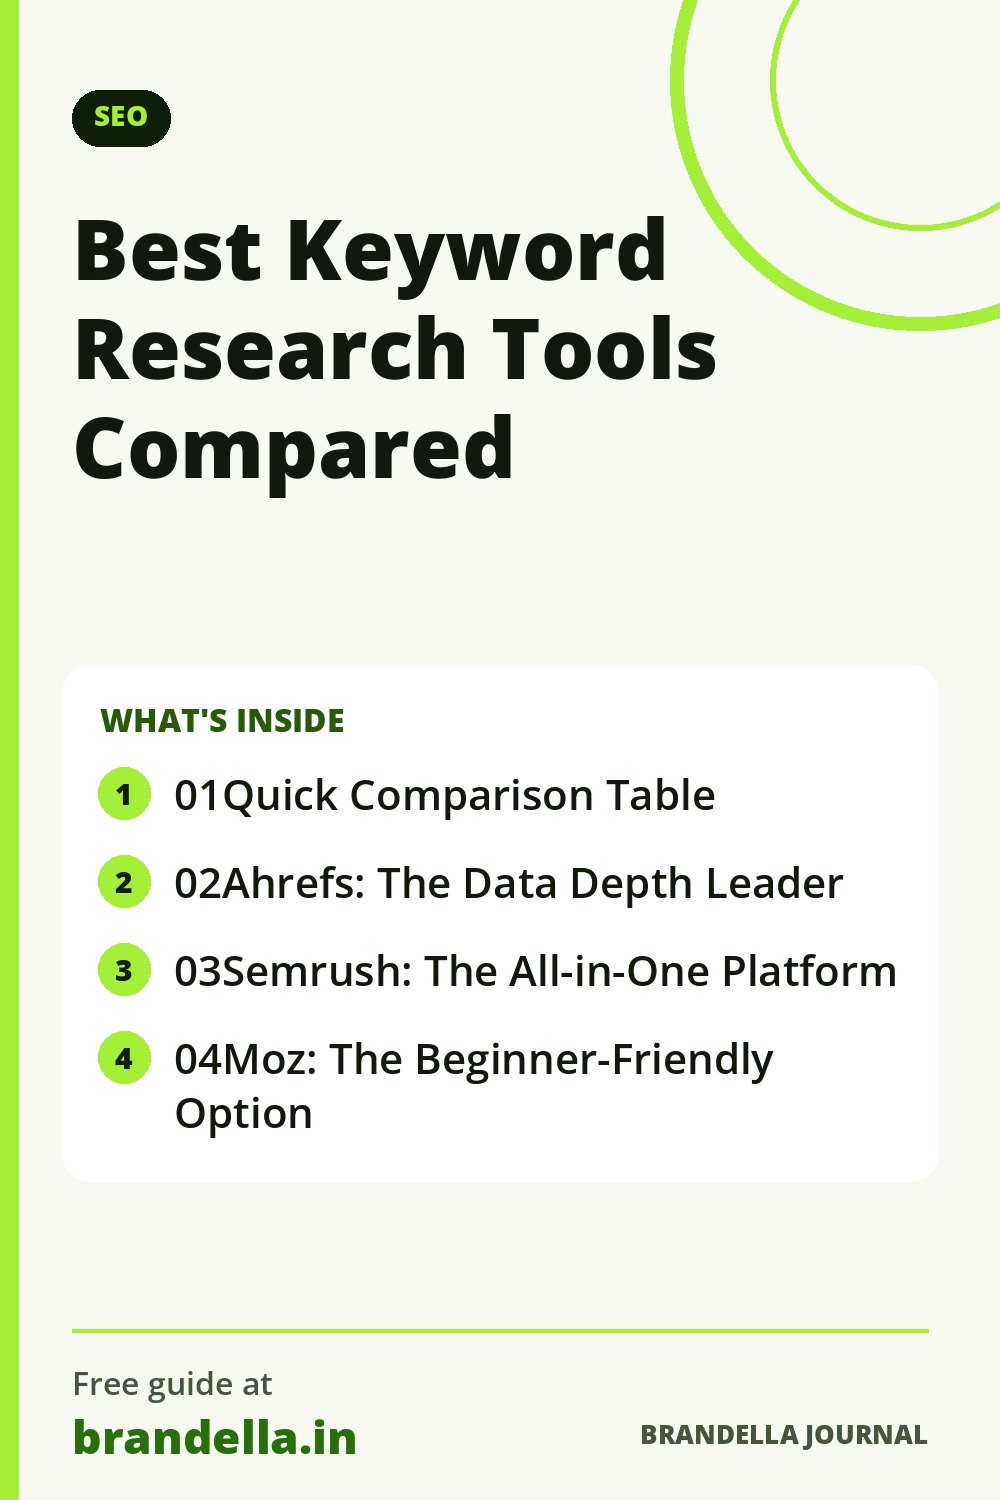 SEO
Best Keyword
Research Tools
Compared
WHAT'S INSIDE
1 01Quick Comparison Table
2 02Ahrefs: The Data Depth Leader
3 03Semrush: The All-in-One Platform
4 04Moz: The Beginner-Friendly
Option
Free guide at
brandella.in
BRANDELLA JOURNAL